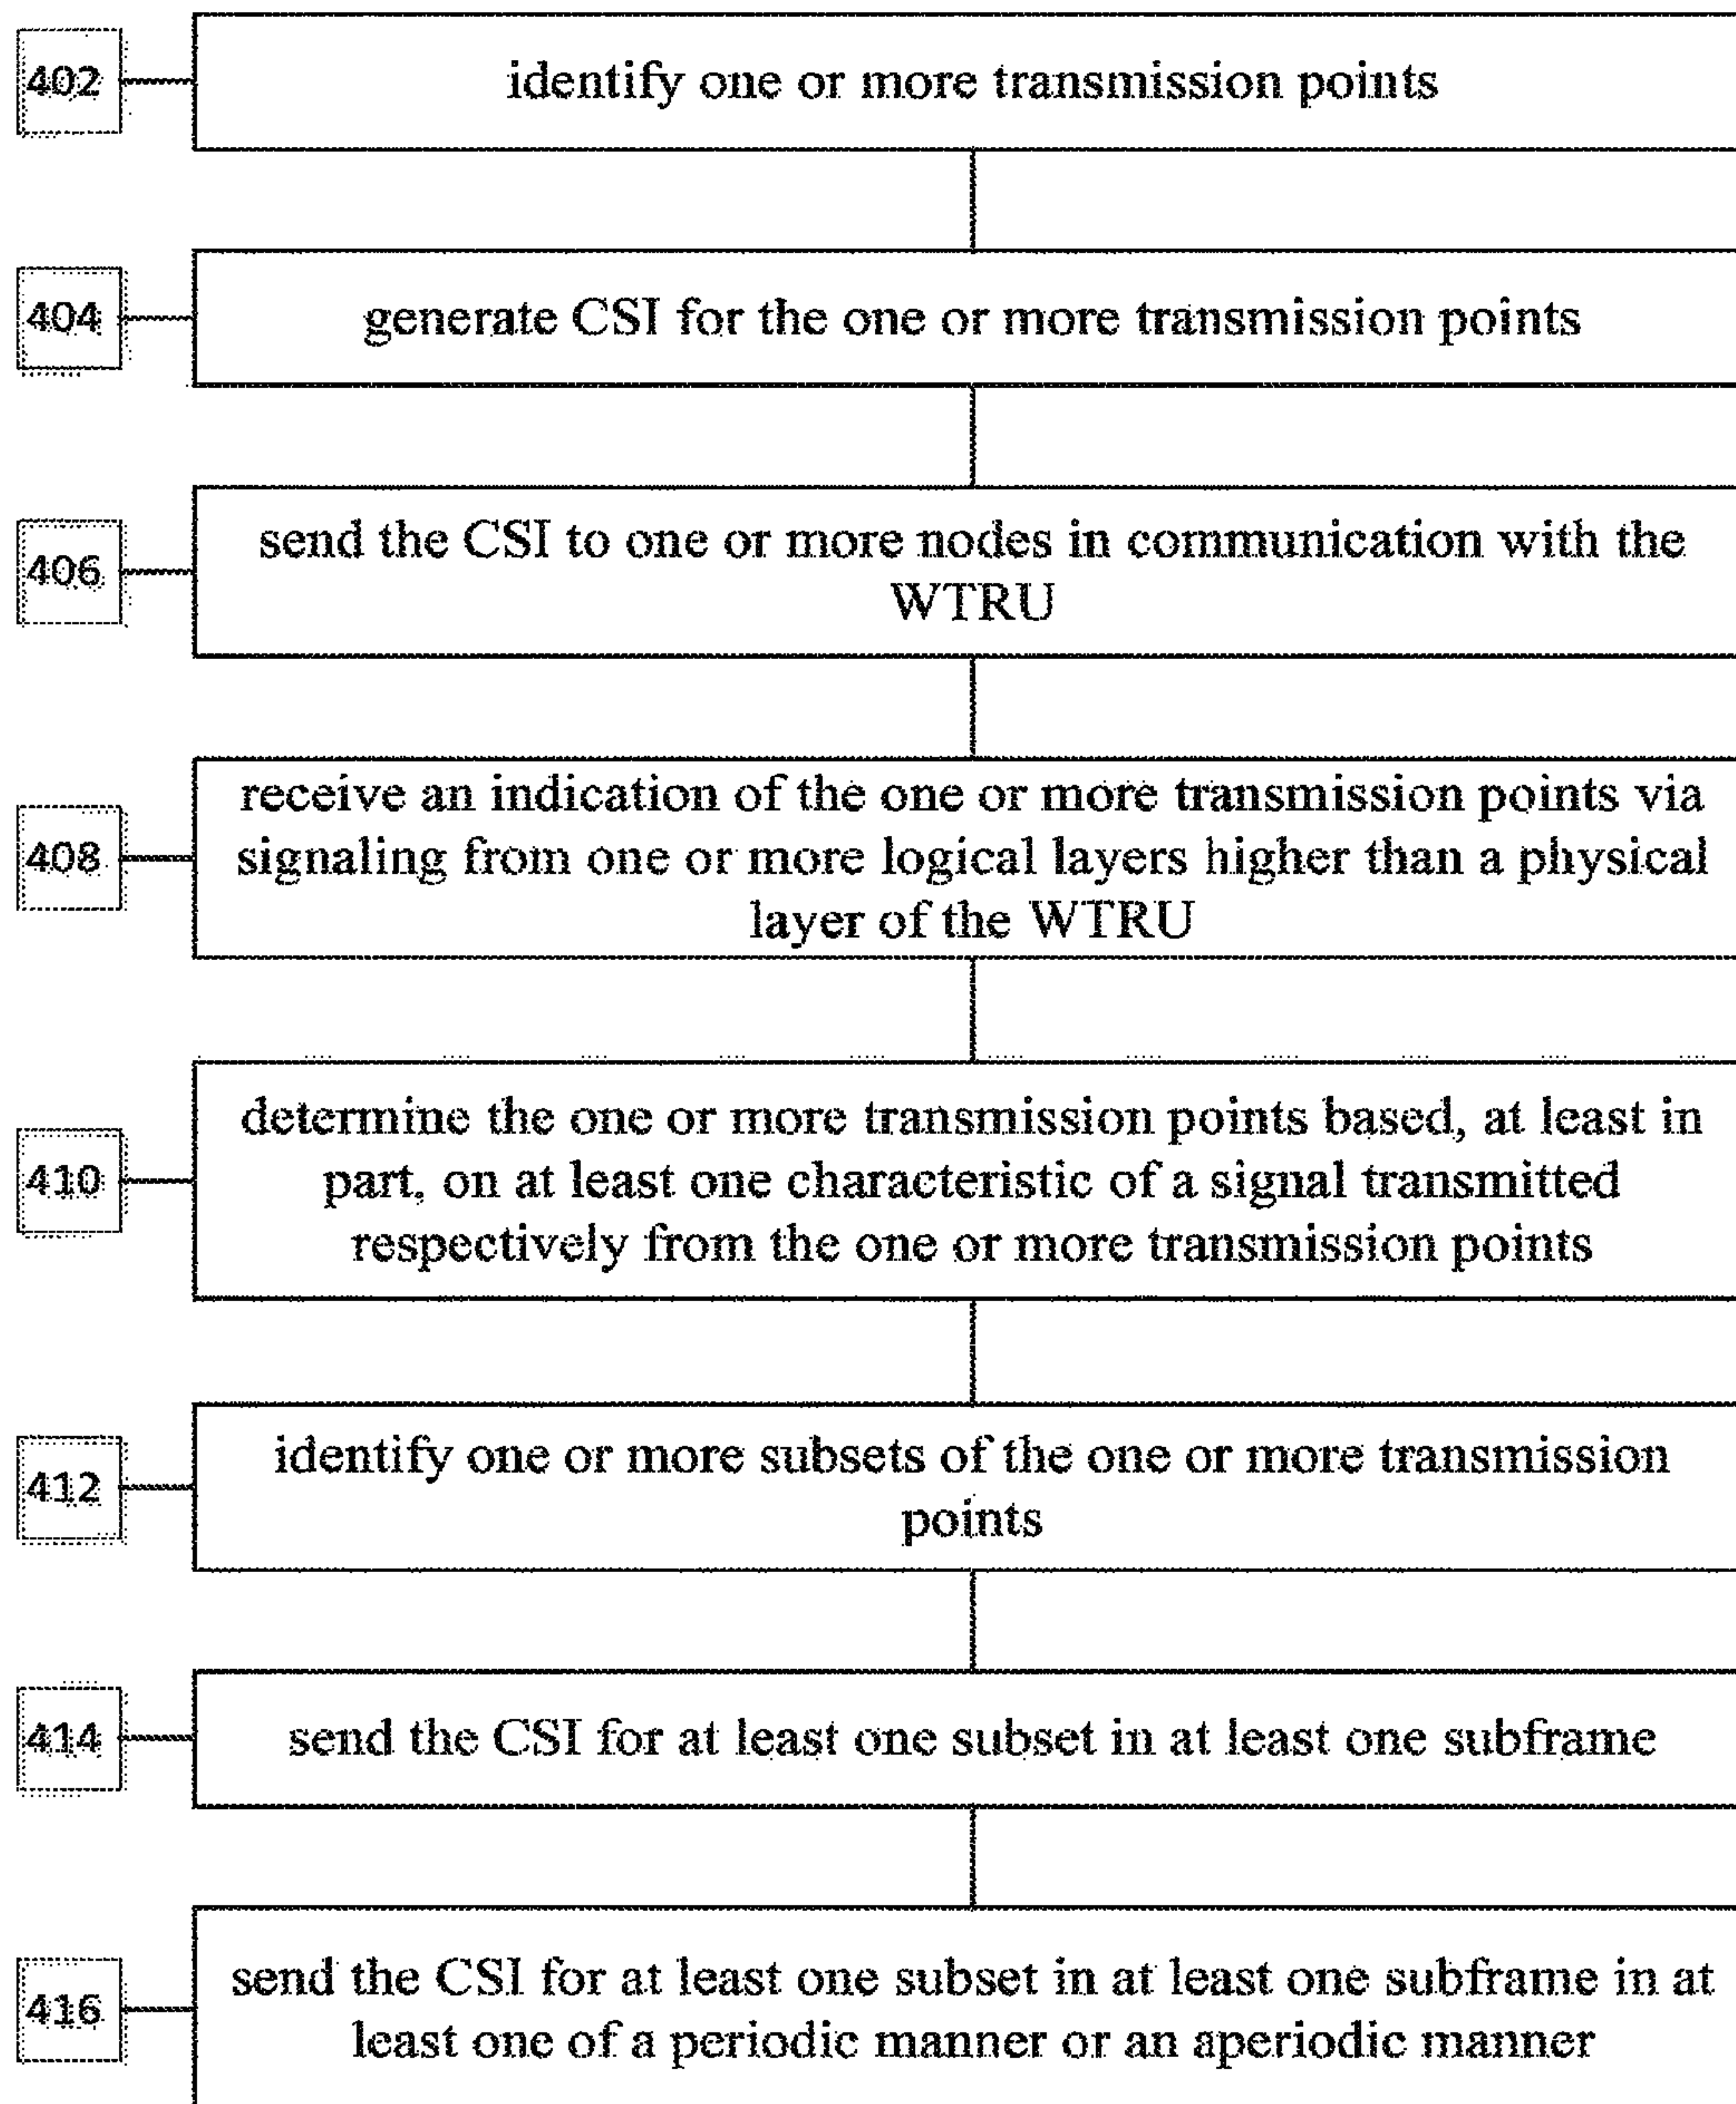 402
identify one or more transmission points
404
generate CSI for the one or more transmission points
406
send the CSI to one or more nodes in communication with the
WTRU
408
receive an indication of the one or more transmission points via
signaling from one or more logical layers higher than a physical
layer of the WTRU
410
determine the one or more transmission points based, at least in
part, on at least one characteristic of a signal transmitted
respectively from the one or more transmission points
412
identify one or more subsets of the one or more transmission
points
414
send the CSI for at least one subset in at least one subframe
416
send the CSI for at least one subset in at least one subframe in at
least one of a periodic manner or an aperiodic manner